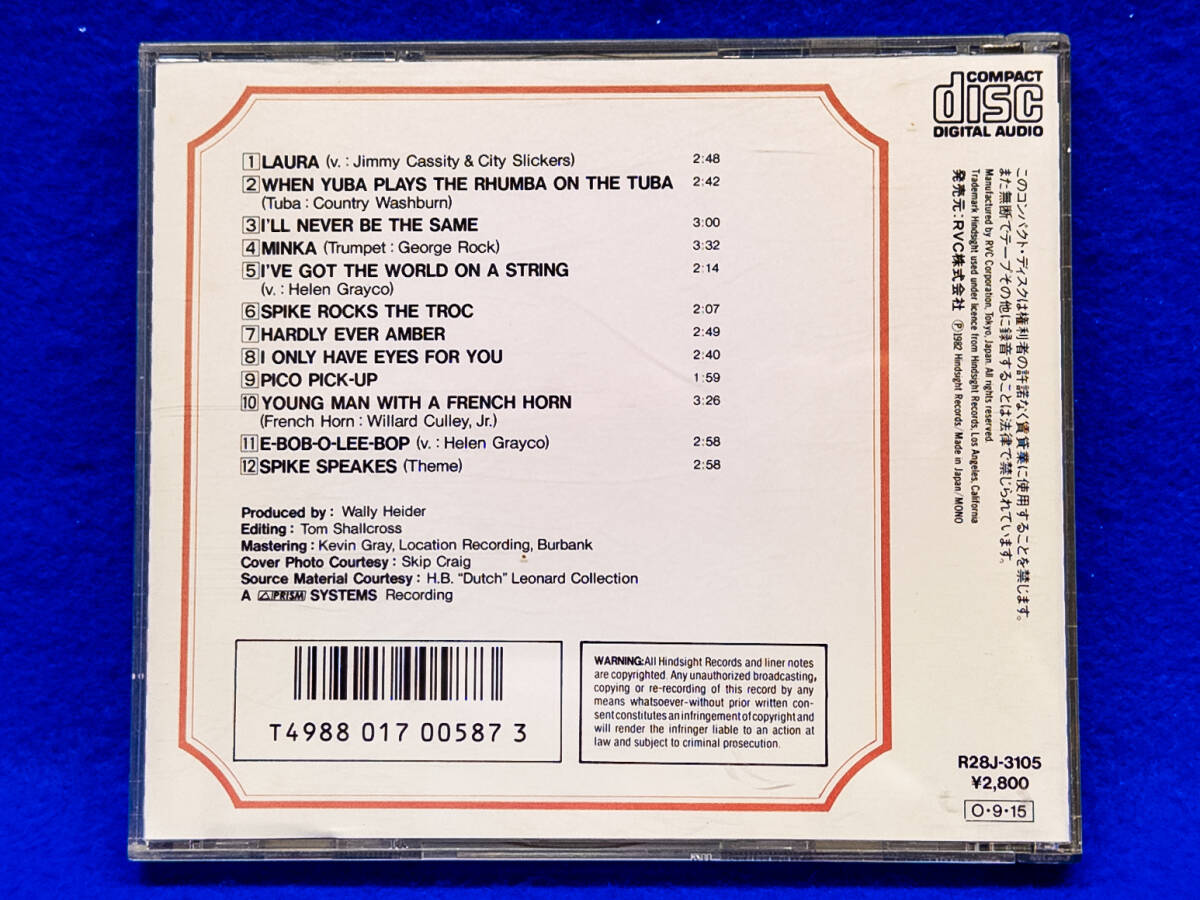 COMPACT
disc
DIGITAL AUDIO
1 LAURA (v. : Jimmy Cassity & City Slickers) 2:48
2 WHEN YUBA PLAYS THE RHUMBA ON THE TUBA 2:42
(Tuba : Country Washburn)
3 I'LL NEVER BE THE SAME 3:00
4 MINKA (Trumpet : George Rock) 3:32
5 I'VE GOT THE WORLD ON A STRING 2:14
(v. : Helen Grayco)
6 SPIKE ROCKS THE TROC 2:07
7 HARDLY EVER AMBER 2:49
8 I ONLY HAVE EYES FOR YOU 2:40
9 PICO PICK-UP 1:59
10 YOUNG MAN WITH A FRENCH HORN 3:26
(French Horn : Willard Culley, Jr.)
11 E-BOB-O-LEE-BOP (v. : Helen Grayco) 2:58
12 SPIKE SPEAKES (Theme) 2:58
Produced by : Wally Heider
Editing : Tom Shallcross
Mastering : Kevin Gray, Location Recording, Burbank
Cover Photo Courtesy : Skip Craig
Source Material Courtesy : H.B. "Dutch" Leonard Collection
A PRISM SYSTEMS Recording
T4988 017 00587 3
WARNING:All Hindsight Records and liner notes
are copyrighted. Any unauthorized broadcasting,
copying or re-recording of this record by any
means whatsoever-without prior written con-
sent constitutes an infringement of copyright and
will render the infringer liable to an action at
law and subject to criminal prosecution.
このコンパクト・ディスクは権利者の許諾なく賃貸業に使用することを禁じます。
また無断でテープその他に録音することは法律で禁じられています。
Manufactured by RVC Corporation, Tokyo, Japan. All rights reserved
Trademark Hindsight used under licence from Hindsight Records, Los Angeles, California
発売元：RVC株式会社 Ⓟ1982 Hindsight Records/Made in Japan/MONO
R28J-3105
¥2,800
O・9・15